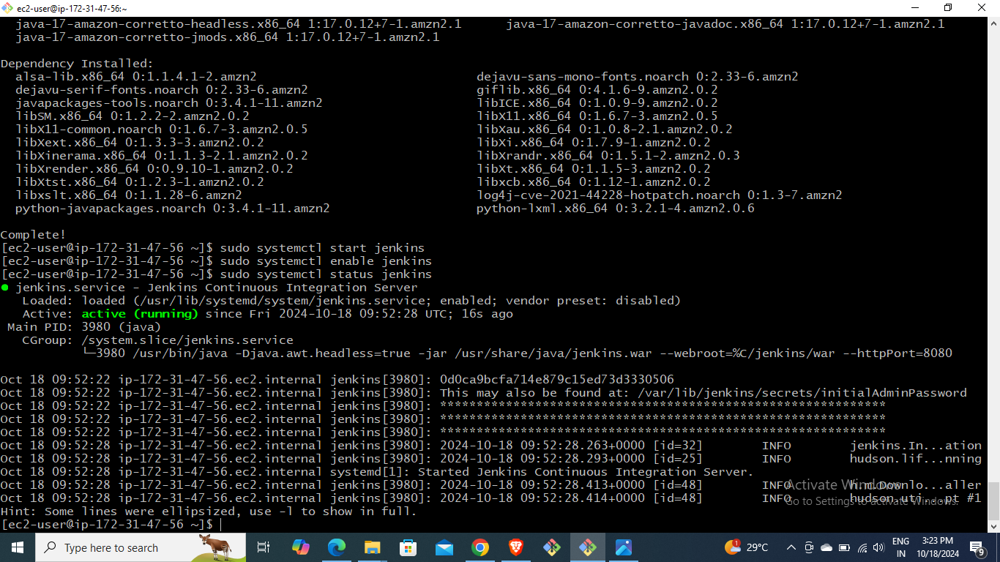 ec2-user@ip-172-31-47-56:~
java-17-amazon-corretto-headless.x86_64 1:17.0.12+7-1.amzn2.1      java-17-amazon-corretto-javadoc.x86_64 1:17.0.12+7-1.amzn2.1
java-17-amazon-corretto-jmods.x86_64 1:17.0.12+7-1.amzn2.1
Dependency Installed:
alsa-lib.x86_64 0:1.1.4.1-2.amzn2      dejavu-sans-mono-fonts.noarch 0:2.33-6.amzn2
dejavu-serif-fonts.noarch 0:2.33-6.amzn2      giflib.x86_64 0:4.1.6-9.amzn2.0.2
javapackages-tools.noarch 0:3.4.1-11.amzn2      libICE.x86_64 0:1.0.9-9.amzn2.0.2
libSM.x86_64 0:1.2.2-2.amzn2.0.2      libX11.x86_64 0:1.6.7-3.amzn2.0.5
libX11-common.noarch 0:1.6.7-3.amzn2.0.5      libXau.x86_64 0:1.0.8-2.1.amzn2.0.2
libXext.x86_64 0:1.3.3-3.amzn2.0.2      libXi.x86_64 0:1.7.9-1.amzn2.0.2
libXinerama.x86_64 0:1.1.3-2.1.amzn2.0.2      libXrandr.x86_64 0:1.5.1-2.amzn2.0.3
libXrender.x86_64 0:0.9.10-1.amzn2.0.2      libXt.x86_64 0:1.1.5-3.amzn2.0.2
libXtst.x86_64 0:1.2.3-1.amzn2.0.2      libxcb.x86_64 0:1.12-1.amzn2.0.2
libxslt.x86_64 0:1.1.28-6.amzn2      log4j-cve-2021-44228-hotpatch.noarch 0:1.3-7.amzn2
python-javapackages.noarch 0:3.4.1-11.amzn2      python-lxml.x86_64 0:3.2.1-4.amzn2.0.6
Complete!
[ec2-user@ip-172-31-47-56 ~]$ sudo systemctl start jenkins
[ec2-user@ip-172-31-47-56 ~]$ sudo systemctl enable jenkins
[ec2-user@ip-172-31-47-56 ~]$ sudo systemctl status jenkins
● jenkins.service - Jenkins Continuous Integration Server
Loaded: loaded (/usr/lib/systemd/system/jenkins.service; enabled; vendor preset: disabled)
Active: active (running) since Fri 2024-10-18 09:52:28 UTC; 16s ago
Main PID: 3980 (java)
CGroup: /system.slice/jenkins.service
└─3980 /usr/bin/java -Djava.awt.headless=true -jar /usr/share/java/jenkins.war --webroot=%C/jenkins/war --httpPort=8080
Oct 18 09:52:22 ip-172-31-47-56.ec2.internal jenkins[3980]: 0d0ca9bcfa714e879c15ed73d3330506
Oct 18 09:52:22 ip-172-31-47-56.ec2.internal jenkins[3980]: This may also be found at: /var/lib/jenkins/secrets/initialAdminPassword
Oct 18 09:52:22 ip-172-31-47-56.ec2.internal jenkins[3980]: *************************************************************
Oct 18 09:52:22 ip-172-31-47-56.ec2.internal jenkins[3980]: *************************************************************
Oct 18 09:52:22 ip-172-31-47-56.ec2.internal jenkins[3980]: *************************************************************
Oct 18 09:52:28 ip-172-31-47-56.ec2.internal jenkins[3980]: 2024-10-18 09:52:28.263+0000 [id=32]        INFO        jenkins.In...ation
Oct 18 09:52:28 ip-172-31-47-56.ec2.internal jenkins[3980]: 2024-10-18 09:52:28.293+0000 [id=25]        INFO        hudson.lif...nning
Oct 18 09:52:28 ip-172-31-47-56.ec2.internal systemd[1]: Started Jenkins Continuous Integration Server.
Oct 18 09:52:28 ip-172-31-47-56.ec2.internal jenkins[3980]: 2024-10-18 09:52:28.413+0000 [id=48]        INFO        h.m.Downlo...aller
Oct 18 09:52:28 ip-172-31-47-56.ec2.internal jenkins[3980]: 2024-10-18 09:52:28.414+0000 [id=48]        INFO        hudson.uti...pt #1
Hint: Some lines were ellipsized, use -l to show in full.
[ec2-user@ip-172-31-47-56 ~]$
Activate Windows
Go to Settings to activate Windows.
Type here to search
1
29°C
ENG
IN
3:23 PM
10/18/2024
9